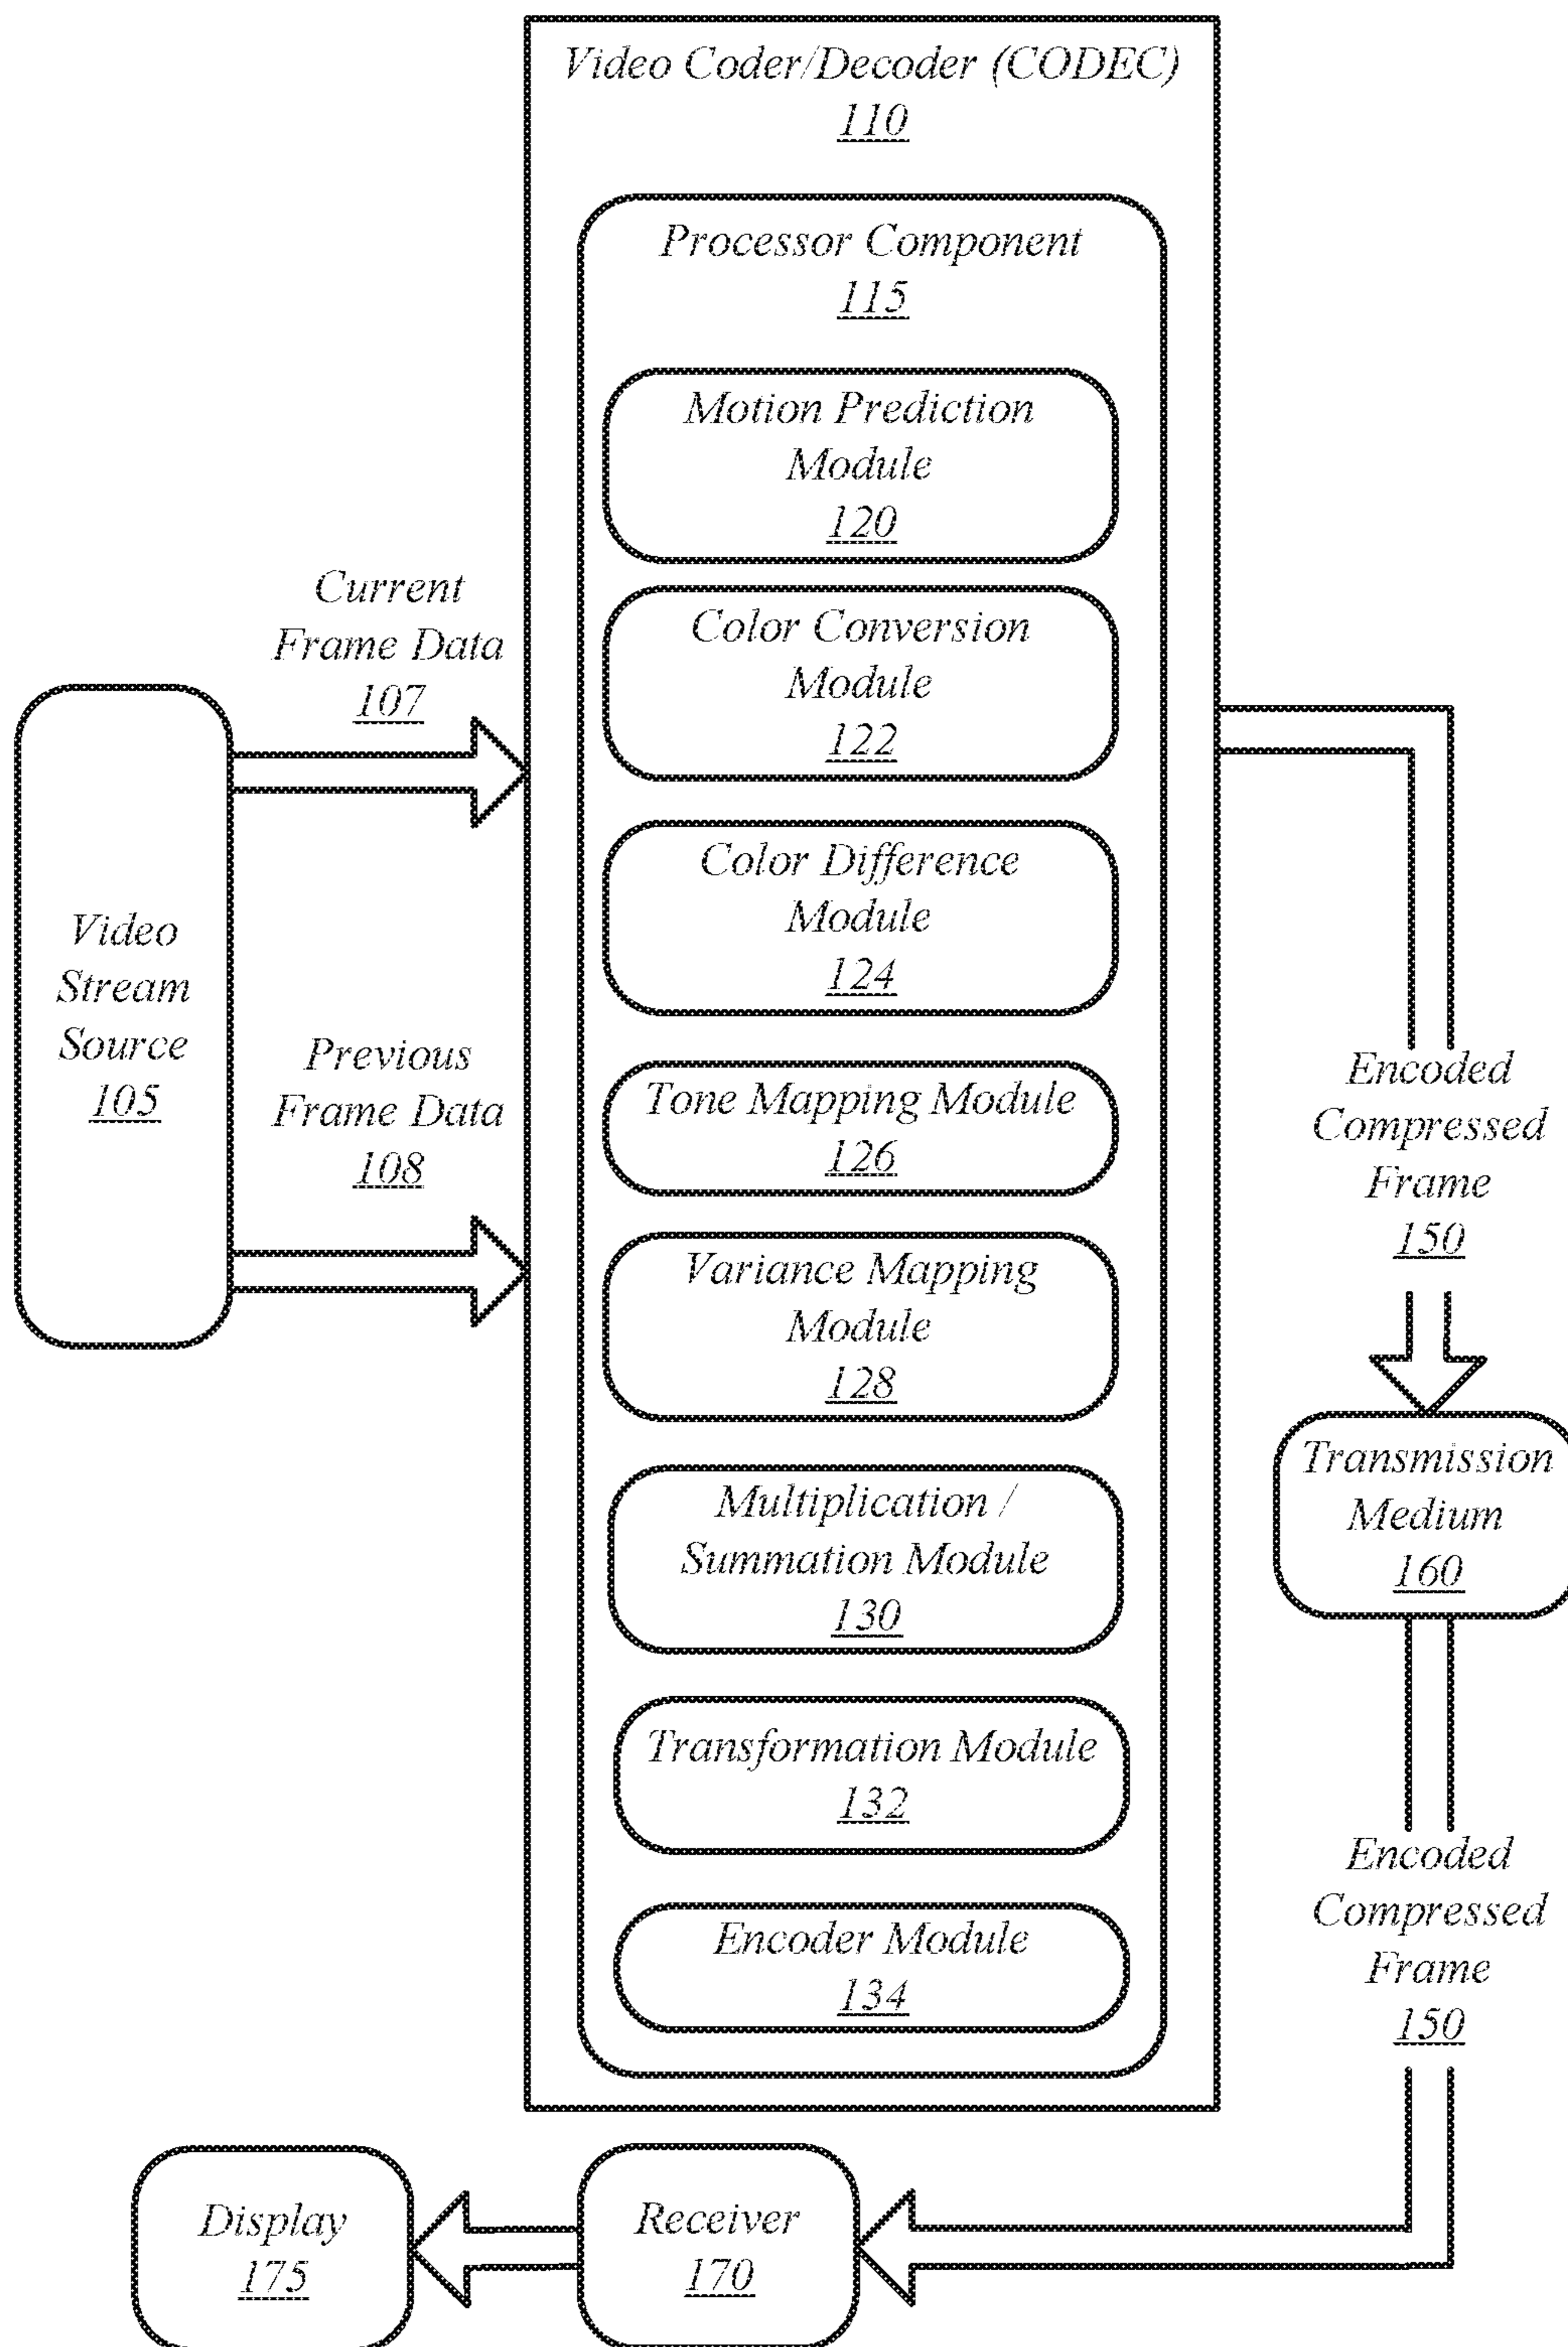 Video Coder/Decoder (CODEC)
110
Processor Component
115
Motion Prediction
Module
120
Color Conversion
Module
122
Color Difference
Module
124
Tone Mapping Module
126
Variance Mapping
Module
128
Multiplication /
Summation Module
130
Transformation Module
132
Encoder Module
134
Current
Frame Data
107
Video
Stream
Source
105
Previous
Frame Data
108
Encoded
Compressed
Frame
150
Transmission
Medium
160
Encoded
Compressed
Frame
150
Display
175
Receiver
170